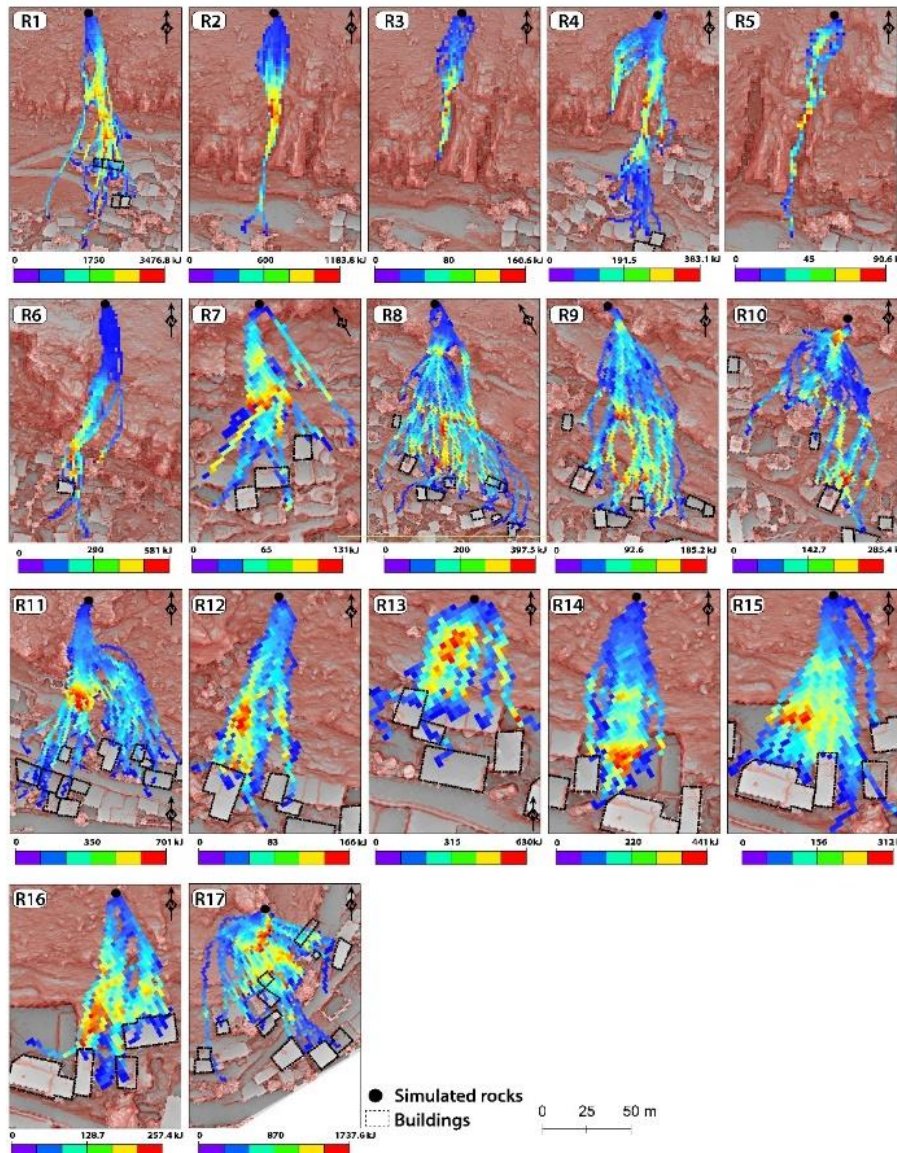 R1 R2 R3 R4 R5
N N N N N
0 1750 3476.8 kJ 0 600 1183.6 kJ 0 80 166.6 kJ 0 191.5 383.1 kJ 0 45 90.6 kJ
R6 R7 R8 R9 R10
N N N N N
0 290 581 kJ 0 65 131 kJ 0 200 397.5 kJ 0 92.6 185.2 kJ 0 142.7 285.4 kJ
R11 R12 R13 R14 R15
N N N N N
0 350 701 kJ 0 83 166 kJ 0 315 630 kJ 0 220 441 kJ 0 156 312 kJ
R16 R17
N N
Simulated rocks
Buildings
0 25 50 m
0 128.7 257.4 kJ 0 870 1737.6 kJ